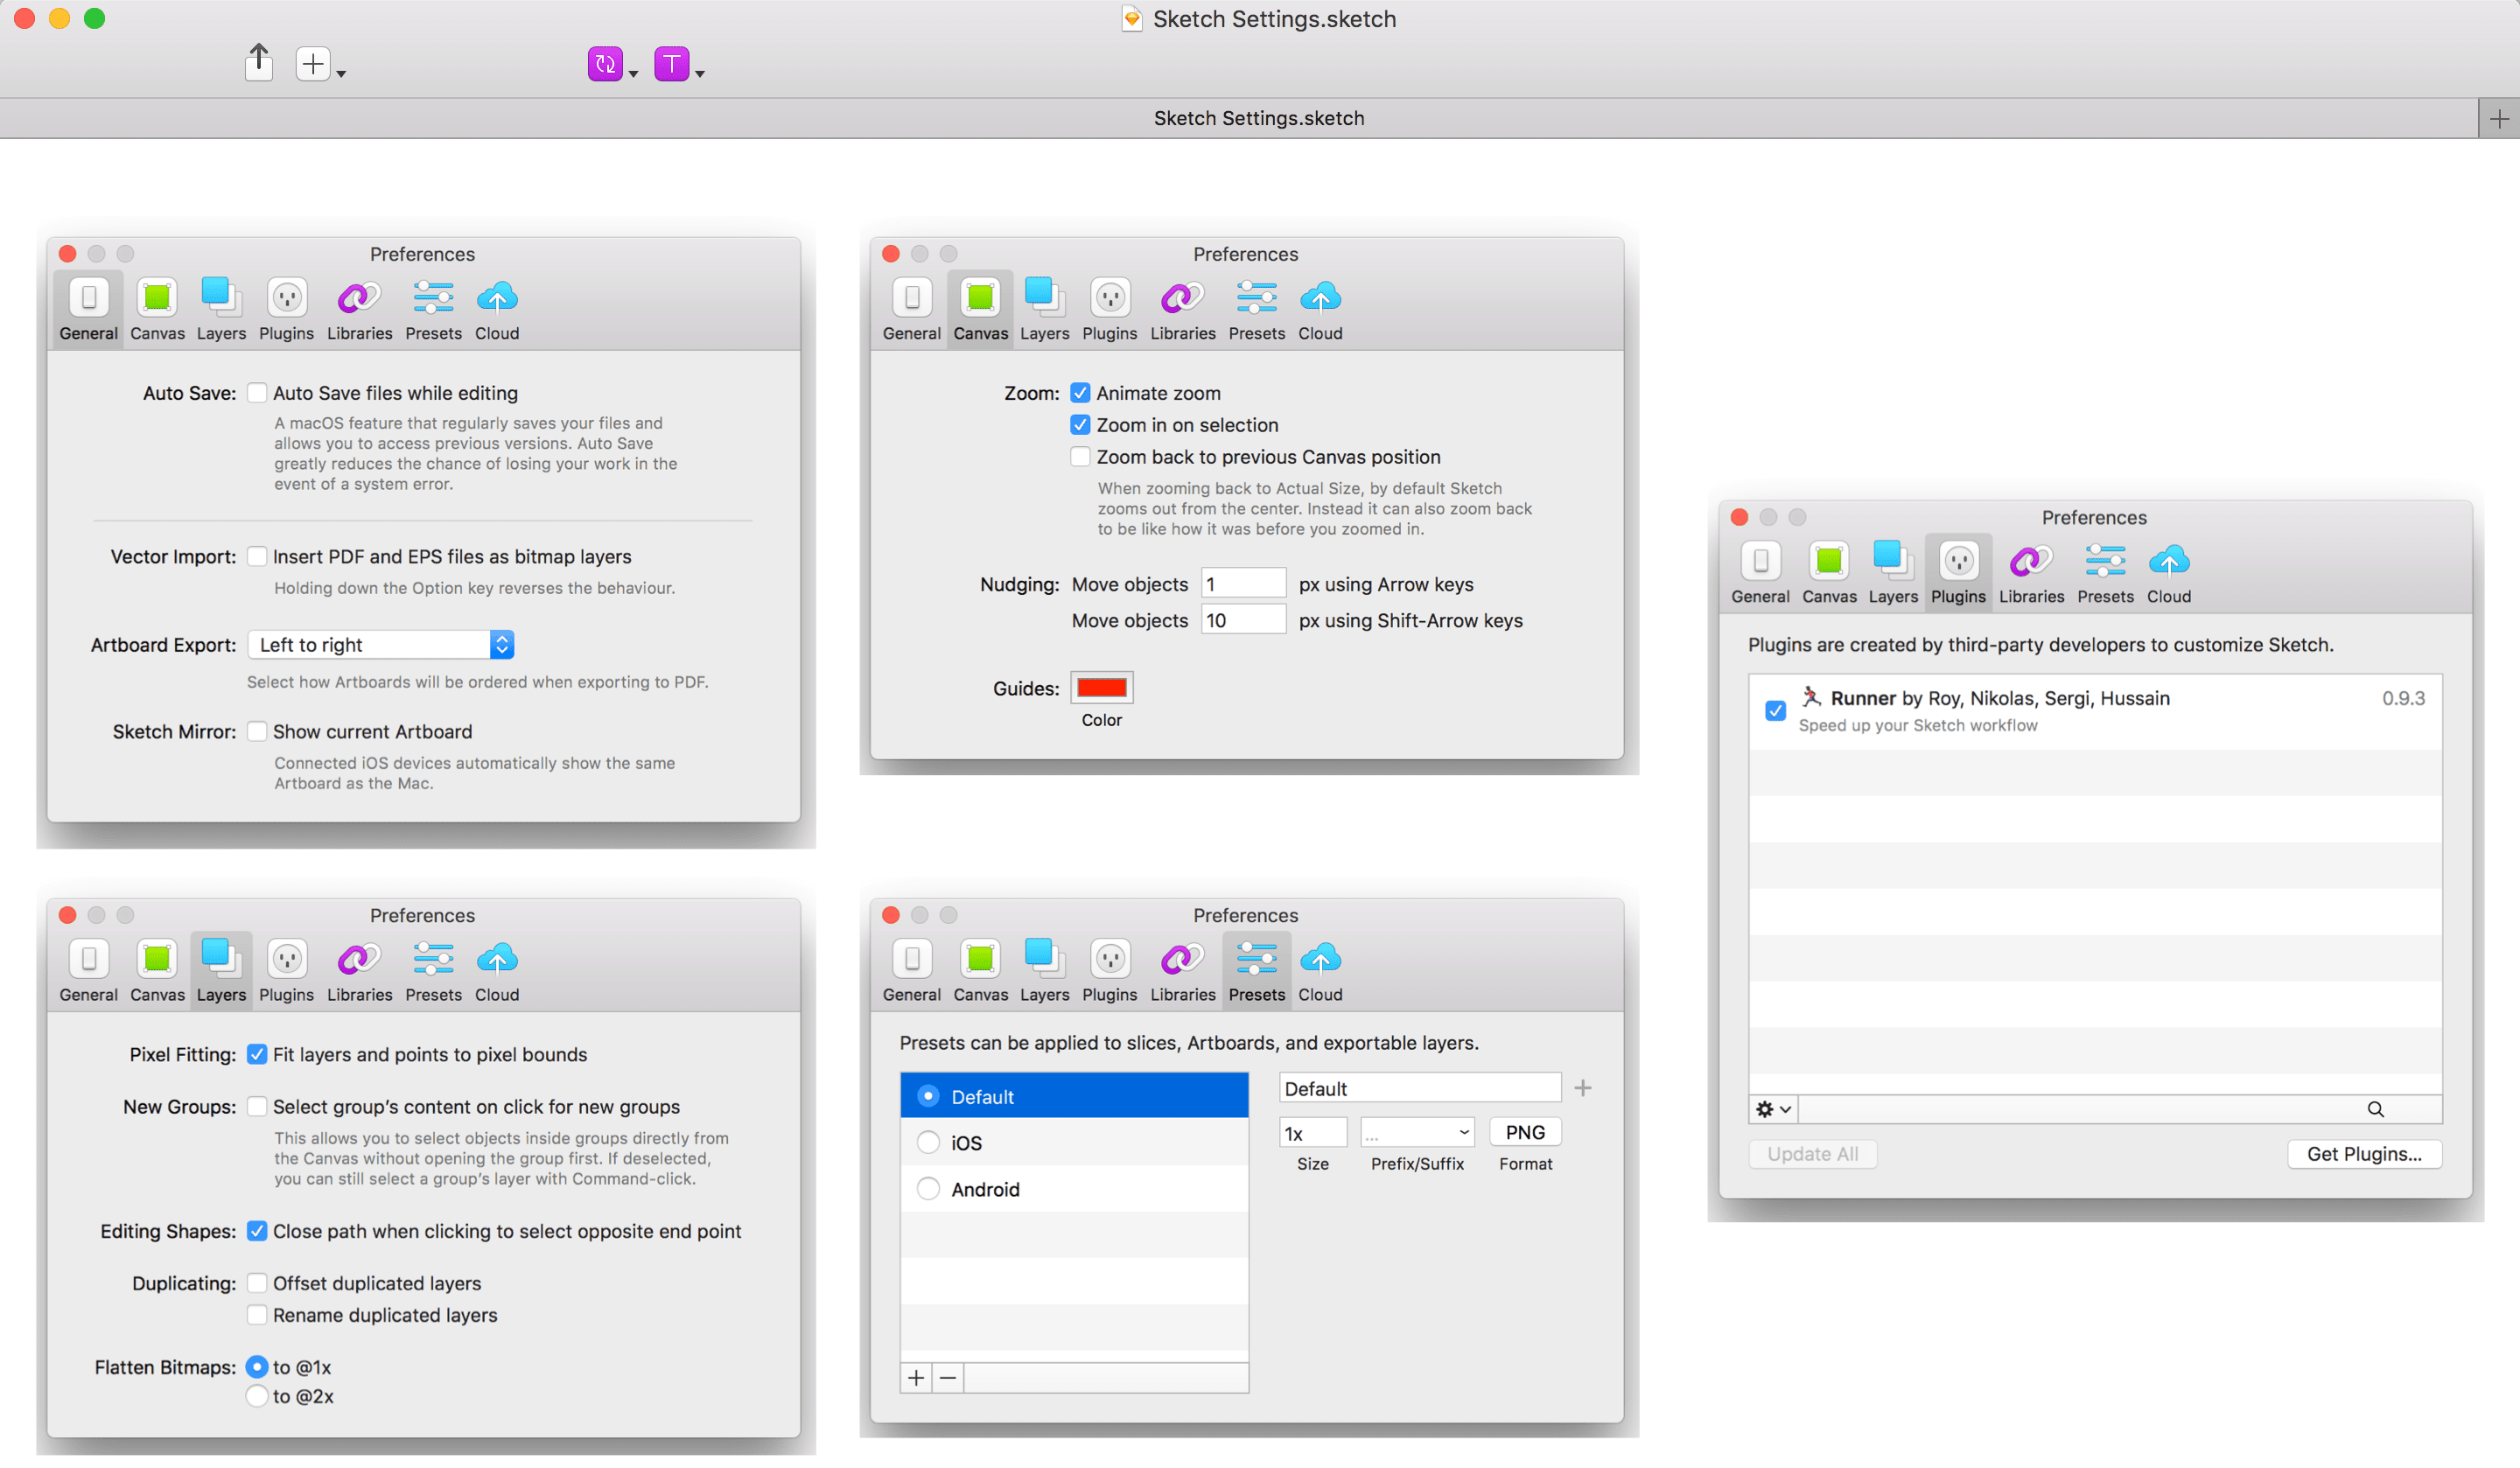 Sketch Settings.sketch
Sketch Settings.sketch
Preferences
General Canvas Layers Plugins Libraries Presets Cloud
Auto Save: Auto Save files while editing
A macOS feature that regularly saves your files and
allows you to access previous versions. Auto Save
greatly reduces the chance of losing your work in the
event of a system error.
Vector Import: Insert PDF and EPS files as bitmap layers
Holding down the Option key reverses the behaviour.
Artboard Export: Left to right
Select how Artboards will be ordered when exporting to PDF.
Sketch Mirror: Show current Artboard
Connected iOS devices automatically show the same
Artboard as the Mac.
Preferences
General Canvas Layers Plugins Libraries Presets Cloud
Zoom: Animate zoom
Zoom in on selection
Zoom back to previous Canvas position
When zooming back to Actual Size, by default Sketch
zooms out from the center. Instead it can also zoom back
to be like how it was before you zoomed in.
Nudging: Move objects 1 px using Arrow keys
Move objects 10 px using Shift-Arrow keys
Guides:
Color
Preferences
General Canvas Layers Plugins Libraries Presets Cloud
Plugins are created by third-party developers to customize Sketch.
Runner by Roy, Nikolas, Sergi, Hussain 0.9.3
Speed up your Sketch workflow
Update All Get Plugins...
Preferences
General Canvas Layers Plugins Libraries Presets Cloud
Pixel Fitting: Fit layers and points to pixel bounds
New Groups: Select group’s content on click for new groups
This allows you to select objects inside groups directly from
the Canvas without opening the group first. If deselected,
you can still select a group’s layer with Command-click.
Editing Shapes: Close path when clicking to select opposite end point
Duplicating: Offset duplicated layers
Rename duplicated layers
Flatten Bitmaps: to @1x
to @2x
Preferences
General Canvas Layers Plugins Libraries Presets Cloud
Presets can be applied to slices, Artboards, and exportable layers.
Default
iOS
Android
Default
1x ... PNG
Size Prefix/Suffix Format